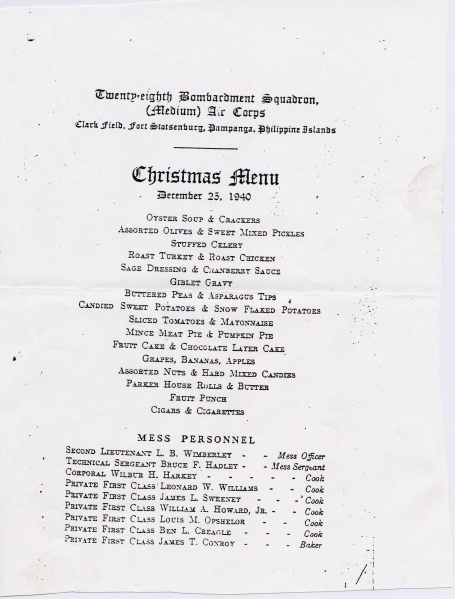 Twenty-eighth Bombardment Squadron,
(Medium) Air Corps
Clark Field, Fort Stotsenburg, Pampanga, Philippine Islands
Christmas Menu
December 25, 1940
Oyster Soup & Crackers
Assorted Olives & Sweet Mixed Pickles
Stuffed Celery
Roast Turkey & Roast Chicken
Sage Dressing & Cranberry Sauce
Giblet Gravy
Buttered Peas & Asparagus Tips
Candied Sweet Potatoes & Snow Flaked Potatoes
Sliced Tomatoes & Mayonnaise
Mince Meat Pie & Pumpkin Pie
Fruit Cake & Chocolate Layer Cake
Grapes, Bananas, Apples
Assorted Nuts & Hard Mixed Candies
Parker House Rolls & Butter
Fruit Punch
Cigars & Cigarettes
MESS PERSONNEL
Second Lieutenant L. B. Wimberley - - Mess Officer
Technical Sergeant Bruce F. Hadley - - Mess Sergeant
Corporal Wilbur H. Harkey - - - - - Cook
Private First Class Leonard W. Williams - - Cook
Private First Class James L. Sweeney - - - Cook
Private First Class William A. Howard, Jr. - - Cook
Private First Class Louis M. Opshelor - - Cook
Private First Class Ben L. Creagle - - - Cook
Private First Class James T. Conroy - - - Baker